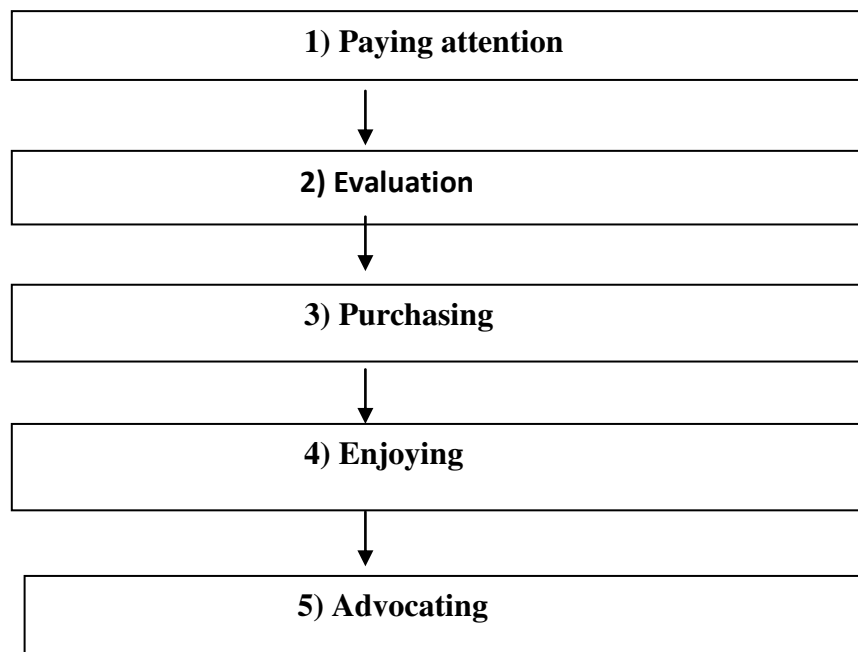 1) Paying attention
2) Evaluation
3) Purchasing
4) Enjoying
5) Advocating